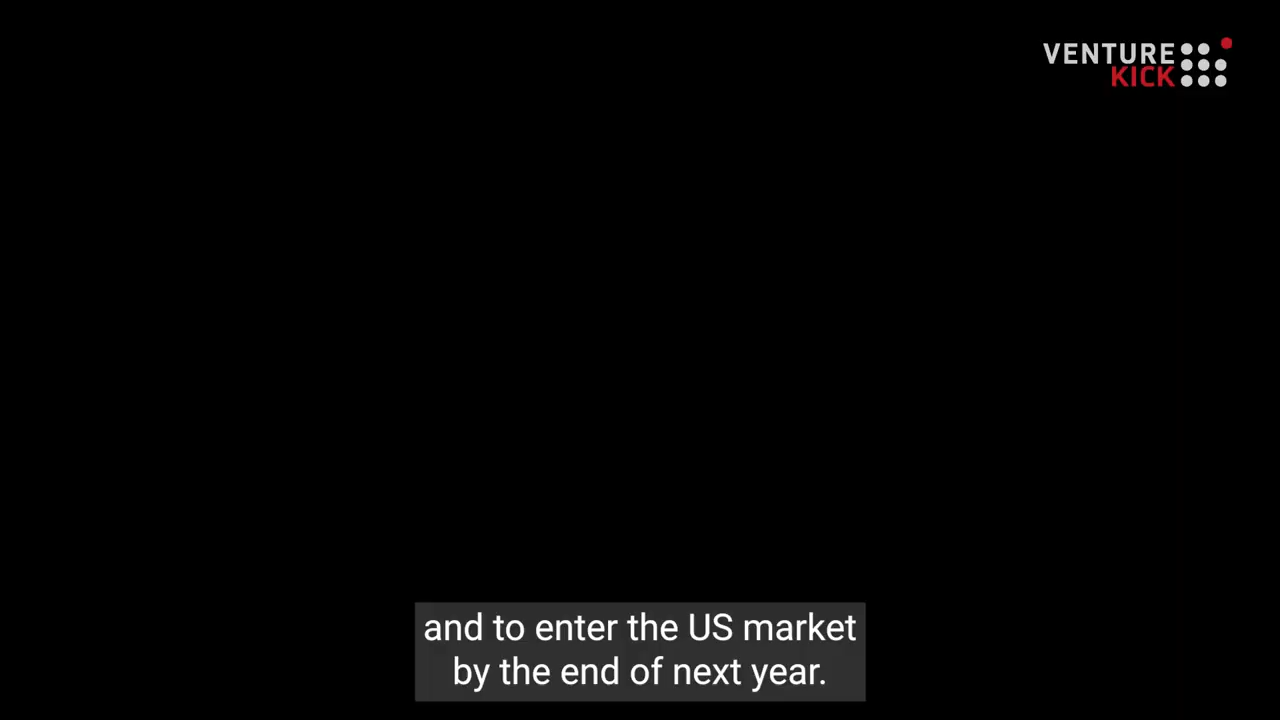 VENTURE
KICK
and to enter the US market
by the end of next year.